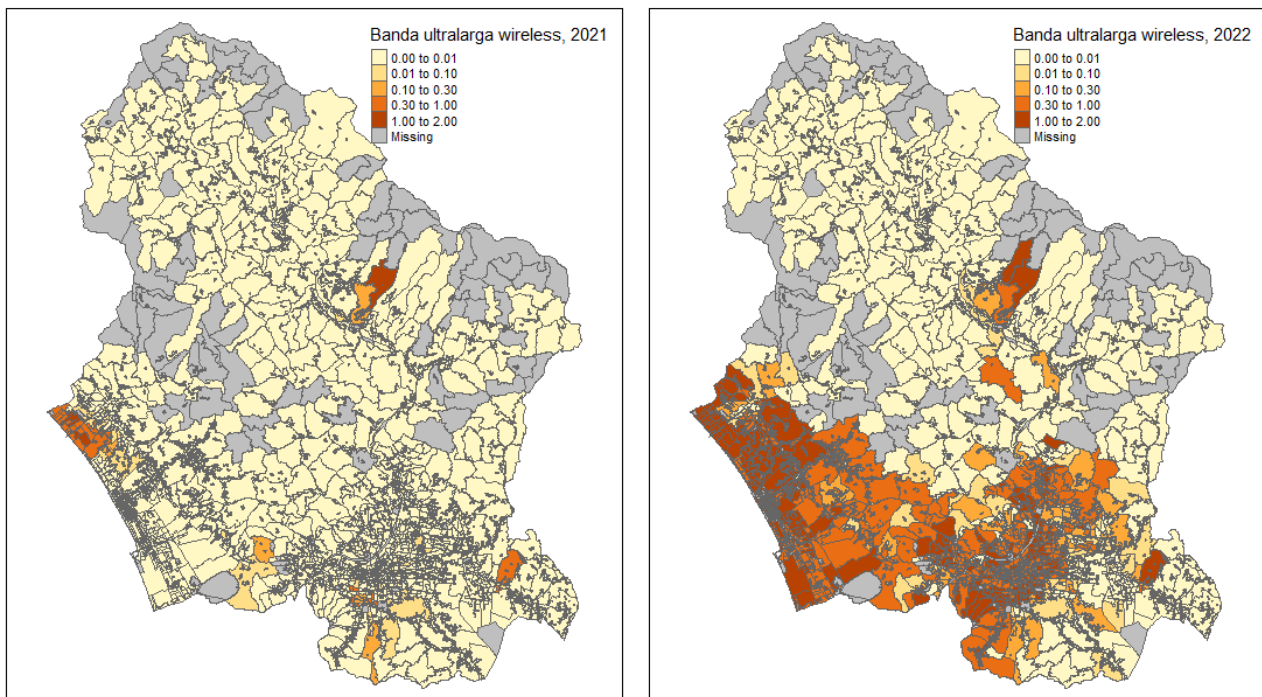 Banda ultralarga wireless, 2021
0.00 to 0.01
0.01 to 0.10
0.10 to 0.30
0.30 to 1.00
1.00 to 2.00
Missing
Banda ultralarga wireless, 2022
0.00 to 0.01
0.01 to 0.10
0.10 to 0.30
0.30 to 1.00
1.00 to 2.00
Missing